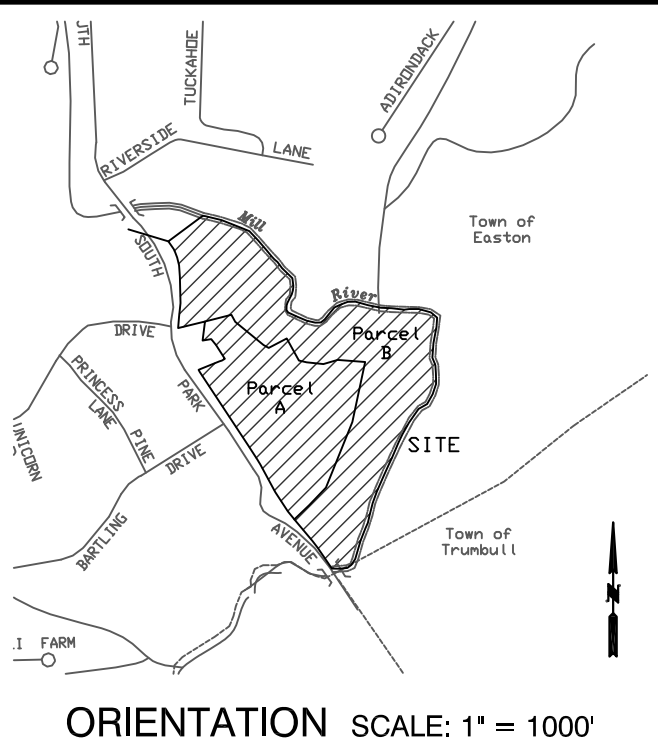 UTH
TUCKAHOE
ADIRONDACK
RIVERSIDE
LANE
Mill
Town of
Easton
SOUTH
River
DRIVE
Parcel
B
PRINCESS
PINE
LANE
PARK
Parcel
A
UNICORN
DRIVE
SITE
BARTLING
AVENUE
Town of
Trumbull
N
I FARM
ORIENTATION SCALE: 1" = 1000'